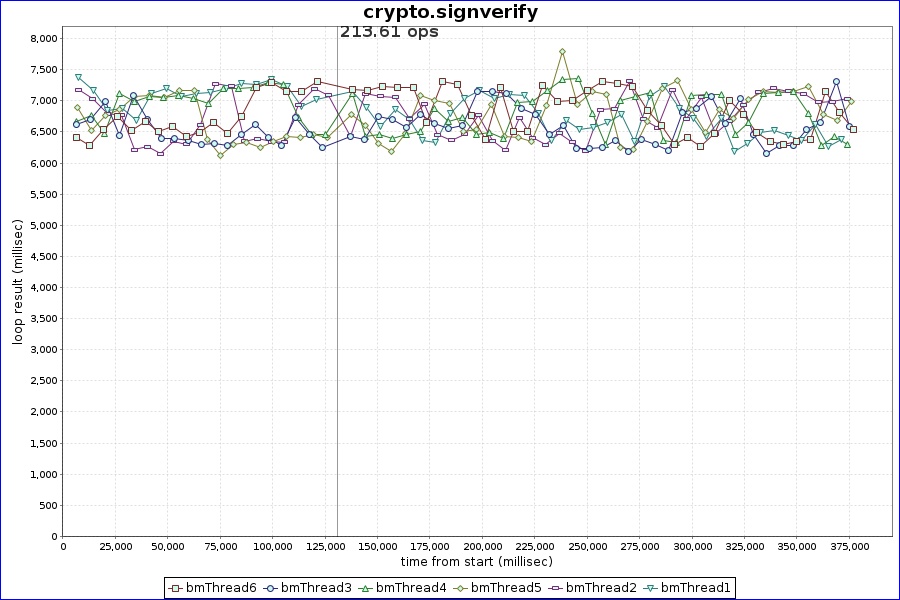 crypto.signverify
213.61 ops
8,000
7,500
7,000
6,500
6,000
5,500
5,000
4,500
4,000
3,500
3,000
2,500
2,000
1,500
1,000
500
0
loop result (millisec)
0 25,000 50,000 75,000 100,000 125,000 150,000 175,000 200,000 225,000 250,000 275,000 300,000 325,000 350,000 375,000
time from start (millisec)
bmThread6 bmThread3 bmThread4 bmThread5 bmThread2 bmThread1